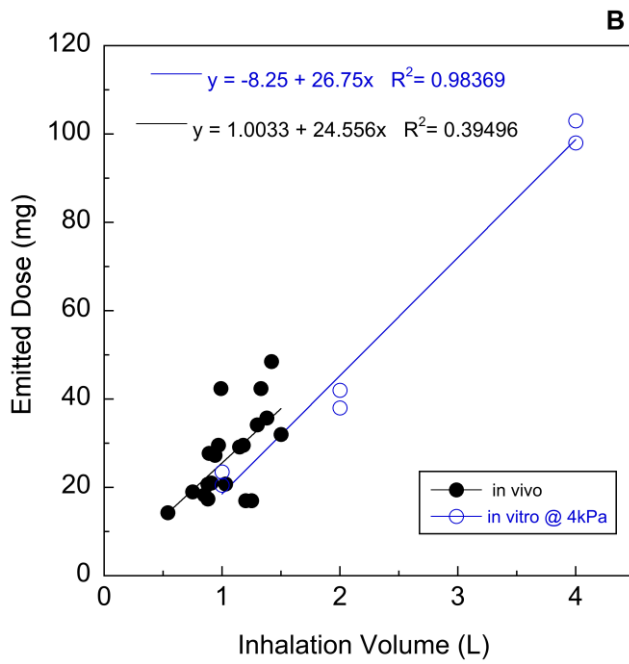 B
120
y = -8.25 + 26.75x R²= 0.98369
y = 1.0033 + 24.556x R²= 0.39496
100
80
60
40
20
0
Emitted Dose (mg)
in vivo
in vitro @ 4kPa
0 1 2 3 4
Inhalation Volume (L)